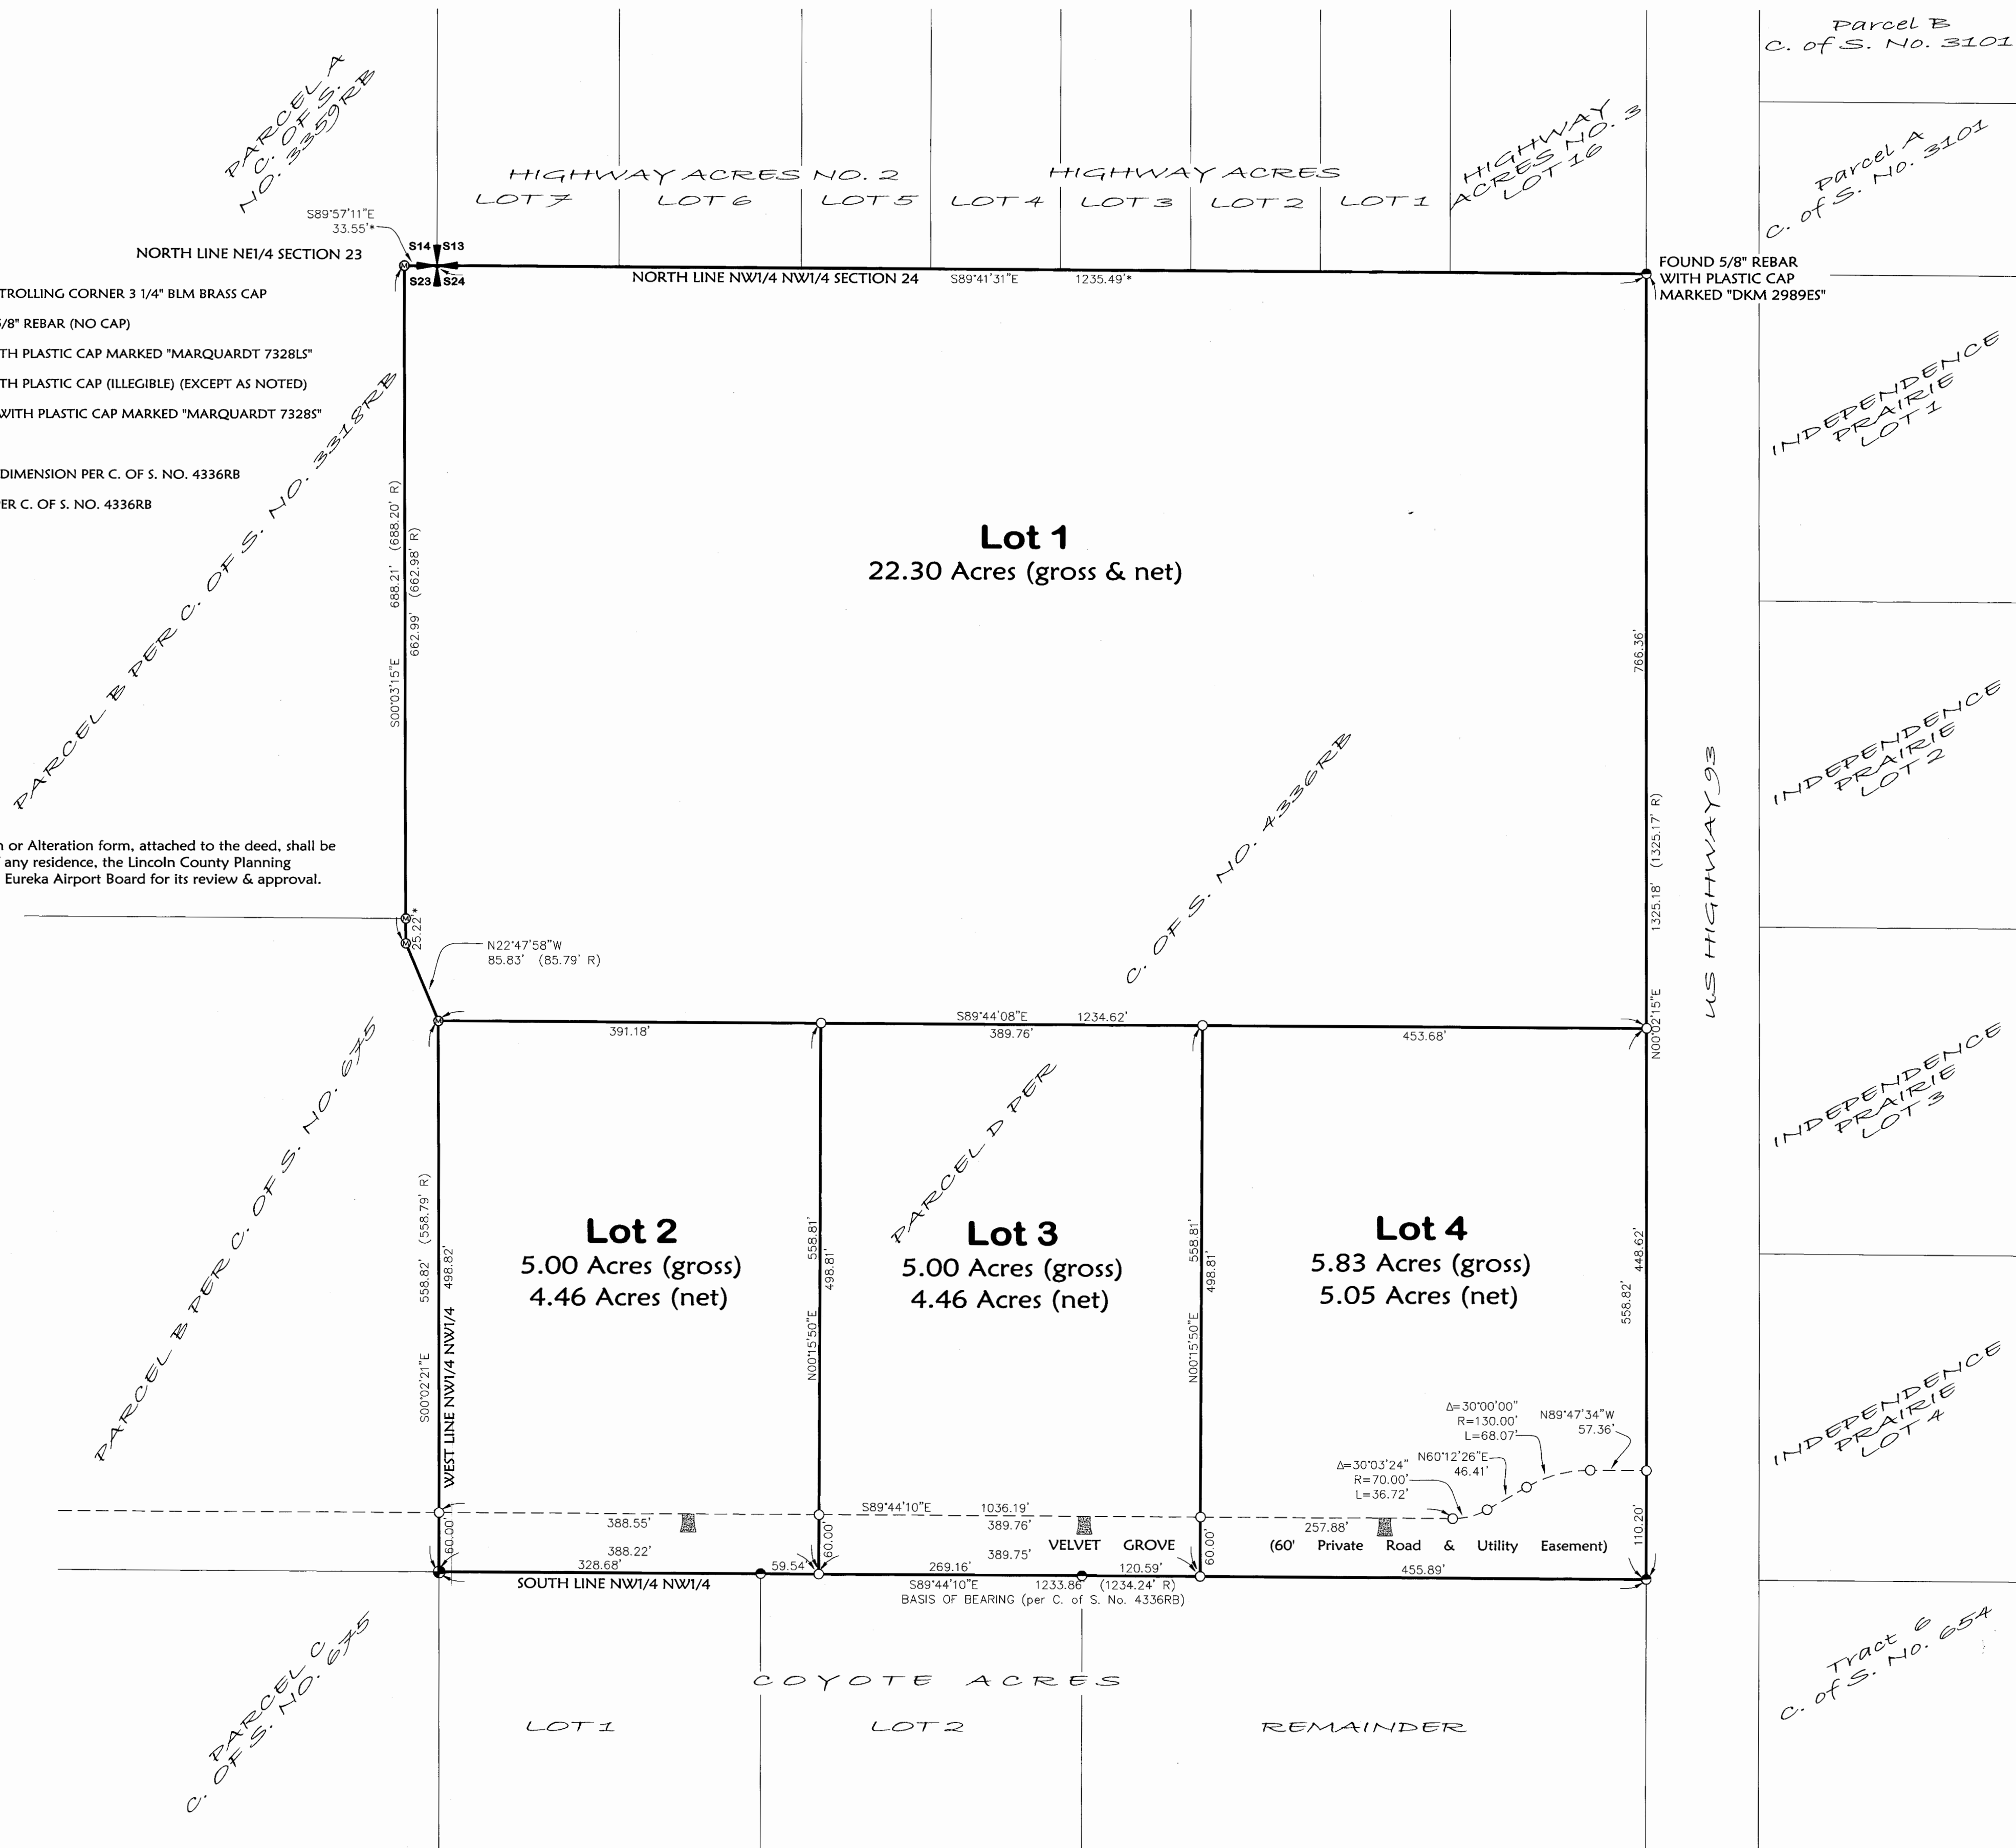 Parcel B
C. of S. No. 3101
PARCEL A
C. OF S.
NO. 3359RB
HIGHWAY ACRES NO. 2
LOT 7
LOT 6
LOT 5
HIGHWAY ACRES
LOT 4
LOT 3
LOT 2
LOT 1
HIGHWAY
ACRES NO. 3
LOT 16
Parcel A
C. of S. No. 3101
S89°57'11"E
33.55'*
NORTH LINE NE1/4 SECTION 23
S14 S13
S23 S24
NORTH LINE NW1/4 NW1/4 SECTION 24
S89°41'31"E 1235.49'*
FOUND 5/8" REBAR
WITH PLASTIC CAP
MARKED "DKM 2989ES"
TROLLING CORNER 3 1/4" BLM BRASS CAP
5/8" REBAR (NO CAP)
TH PLASTIC CAP MARKED "MARQUARDT 7328LS"
TH PLASTIC CAP (ILLEGIBLE) (EXCEPT AS NOTED)
WITH PLASTIC CAP MARKED "MARQUARDT 7328S"
DIMENSION PER C. OF S. NO. 4336RB
ER C. OF S. NO. 4336RB
PARCEL B PER C. OF S. NO. 3318RB
S00°03'15"E 688.21' (688.20' R)
662.99' (662.98' R)
Lot 1
22.30 Acres (gross & net)
766.36'
1325.18' (1325.17' R)
N00°02'15"E
US HIGHWAY 93
INDEPENDENCE
PRAIRIE
LOT 1
INDEPENDENCE
PRAIRIE
LOT 2
C. OF S. NO. 4336RB
n or Alteration form, attached to the deed, shall be
f any residence, the Lincoln County Planning
Eureka Airport Board for its review & approval.
25.22'*
N22°47'58"W
85.83' (85.79' R)
S89°44'08"E 1234.62'
391.18'
389.76'
453.68'
INDEPENDENCE
PRAIRIE
LOT 3
PARCEL B PER C. OF S. NO. 675
PARCEL D PER
S00°02'21"E 558.82' (558.79' R)
WEST LINE NW1/4 NW1/4 498.82'
Lot 2
5.00 Acres (gross)
4.46 Acres (net)
N00°15'50"E 558.81'
498.81'
Lot 3
5.00 Acres (gross)
4.46 Acres (net)
N00°15'50"E 558.81'
498.81'
Lot 4
5.83 Acres (gross)
5.05 Acres (net)
448.62'
558.82'
INDEPENDENCE
PRAIRIE
LOT 4
Δ=30°00'00"
R=130.00'
L=68.07'
N89°47'34"W
57.36'
Δ=30°03'24"
R=70.00'
L=36.72'
N60°12'26"E
46.41'
S89°44'10"E 1036.19'
388.55'
389.76'
257.88'
60.00'
60.00'
60.00'
110.20'
VELVET GROVE (60' Private Road & Utility Easement)
388.22'
389.75'
328.68'
59.54'
269.16'
120.59'
455.89'
SOUTH LINE NW1/4 NW1/4
S89°44'10"E 1233.86' (1234.24' R)
BASIS OF BEARING (per C. of S. No. 4336RB)
PARCEL C
C. OF S. NO. 675
COYOTE ACRES
LOT 1
LOT 2
REMAINDER
Tract 6
C. of S. No. 654